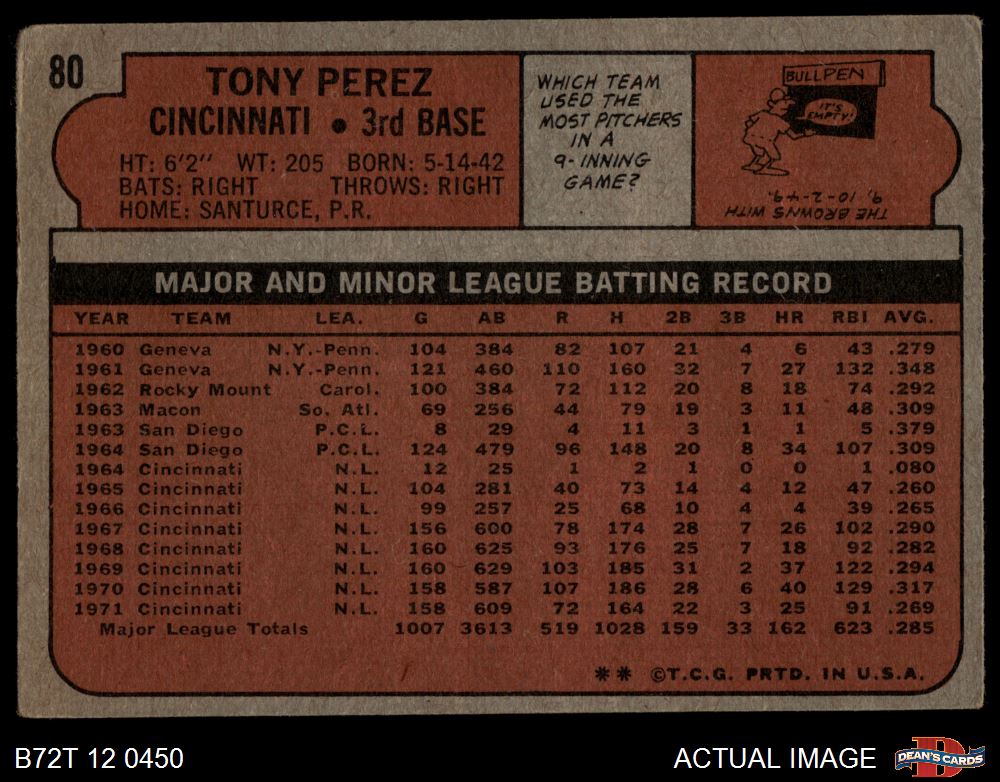 80
TONY PEREZ
CINCINNATI • 3rd BASE
HT: 6'2" WT: 205 BORN: 5-14-42
BATS: RIGHT THROWS: RIGHT
HOME: SANTURCE, P.R.
WHICH TEAM
USED THE
MOST PITCHERS
IN A
9-INNING
GAME?
BULLPEN
IT'S
EMPTY!
THE BROWNS WITH
9, 10-2-49.
MAJOR AND MINOR LEAGUE BATTING RECORD
YEAR TEAM LEA. G AB R H 2B 3B HR RBI AVG.
1960 Geneva N.Y.-Penn. 104 384 82 107 21 4 6 43 .279
1961 Geneva N.Y.-Penn. 121 460 110 160 32 7 27 132 .348
1962 Rocky Mount Carol. 100 384 72 112 20 8 18 74 .292
1963 Macon So. Atl. 69 256 44 79 19 3 11 48 .309
1963 San Diego P.C.L. 8 29 4 11 3 1 1 5 .379
1964 San Diego P.C.L. 124 479 96 148 20 8 34 107 .309
1964 Cincinnati N.L. 12 25 1 2 1 0 0 1 .080
1965 Cincinnati N.L. 104 281 40 73 14 4 12 47 .260
1966 Cincinnati N.L. 99 257 25 68 10 4 4 39 .265
1967 Cincinnati N.L. 156 600 78 174 28 7 26 102 .290
1968 Cincinnati N.L. 160 625 93 176 25 7 18 92 .282
1969 Cincinnati N.L. 160 629 103 185 31 2 37 122 .294
1970 Cincinnati N.L. 158 587 107 186 28 6 40 129 .317
1971 Cincinnati N.L. 158 609 72 164 22 3 25 91 .269
Major League Totals 1007 3613 519 1028 159 33 162 623 .285
** ©T.C.G. PRTD. IN U.S.A.
B72T 12 0450
ACTUAL IMAGE
D
DEAN'S CARDS